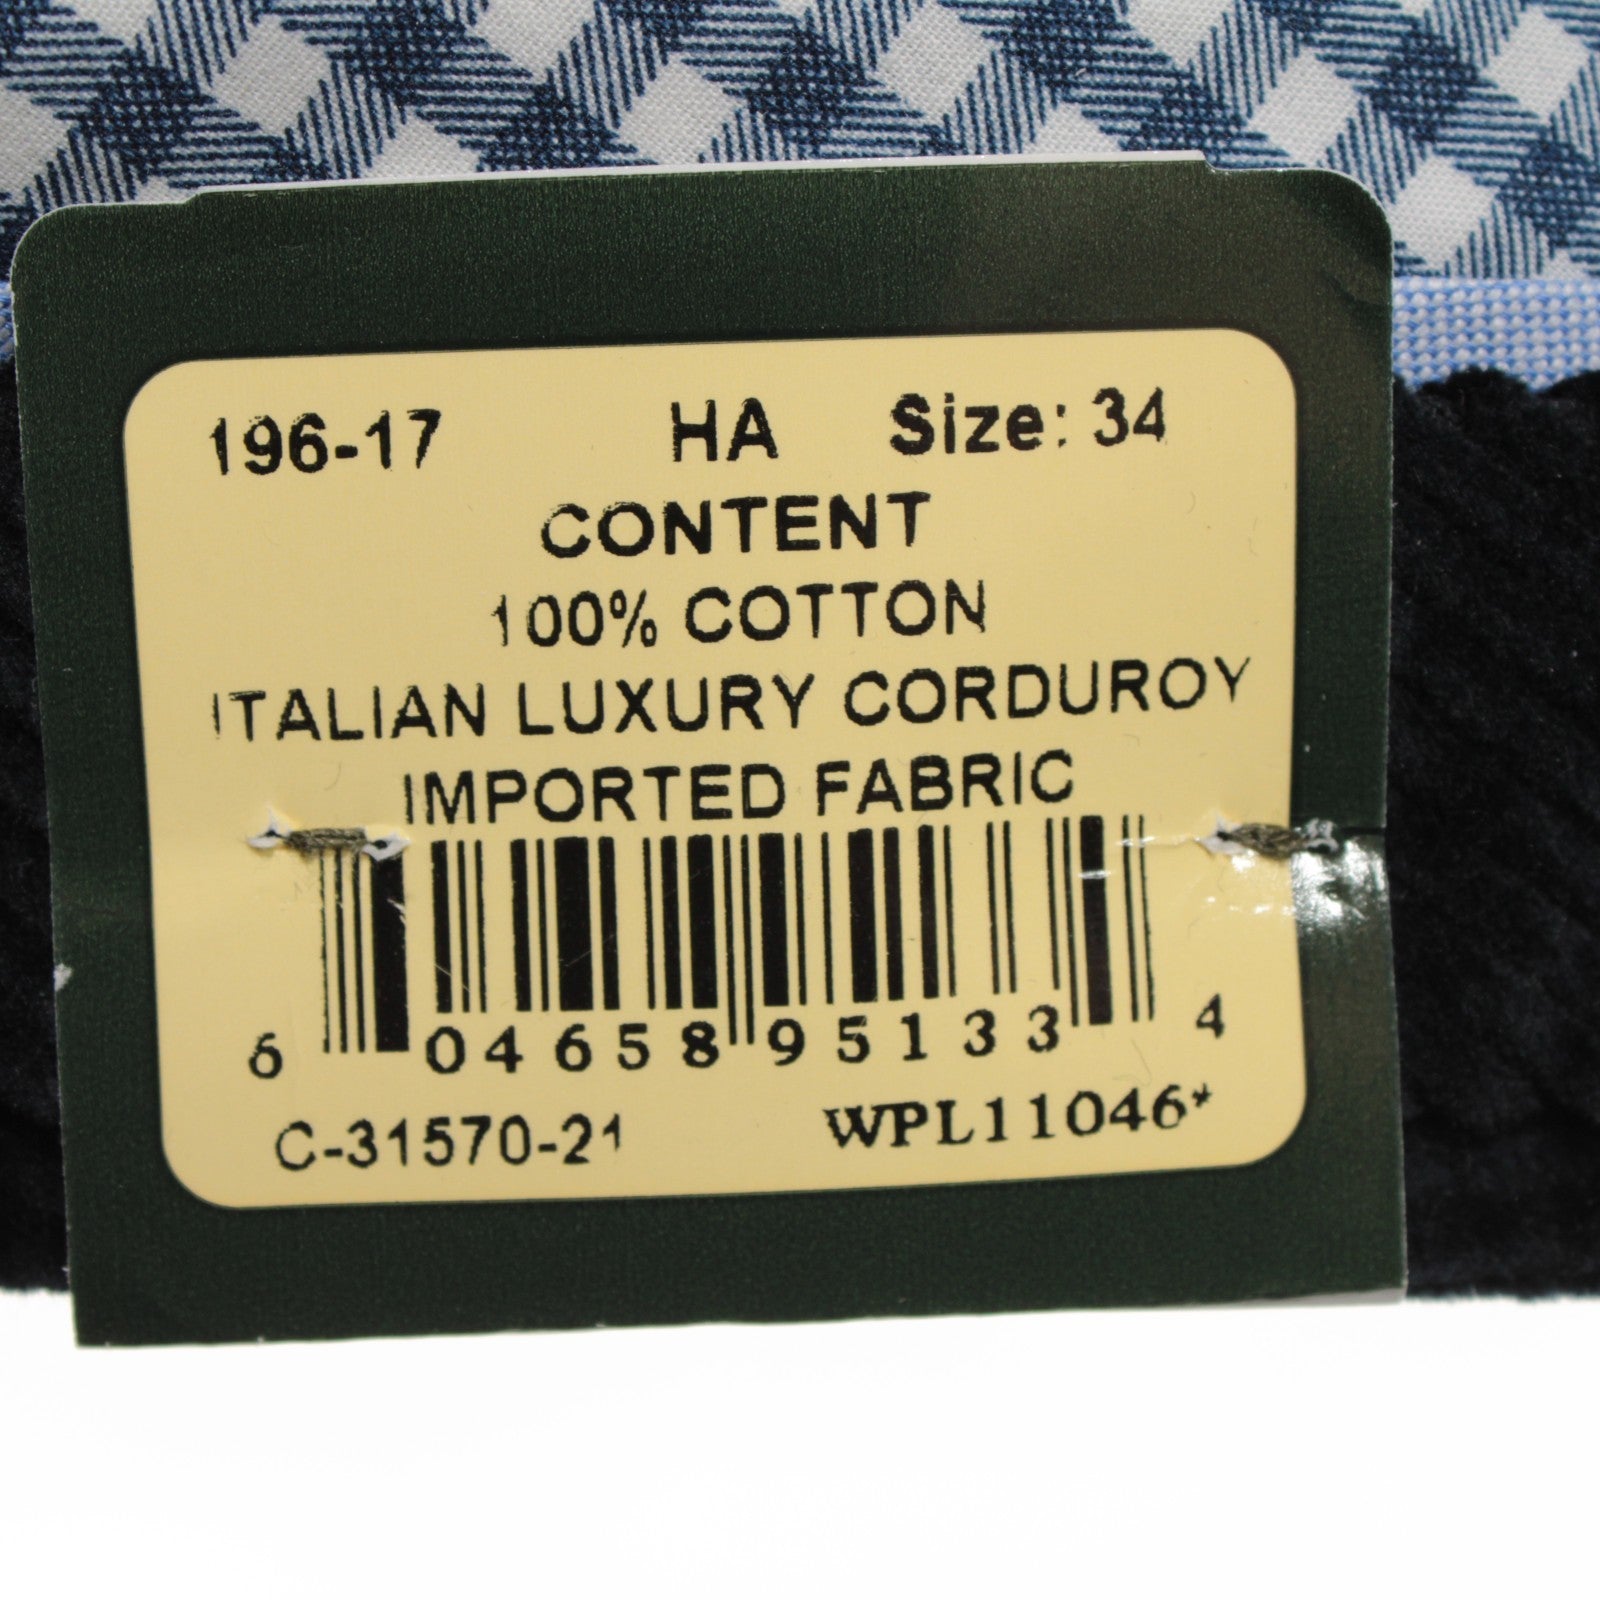 196-17 HA Size: 34
CONTENT
100% COTTON
ITALIAN LUXURY CORDUROY
IMPORTED FABRIC
6 04658 95133 4
C-31570-21 WPL11046*